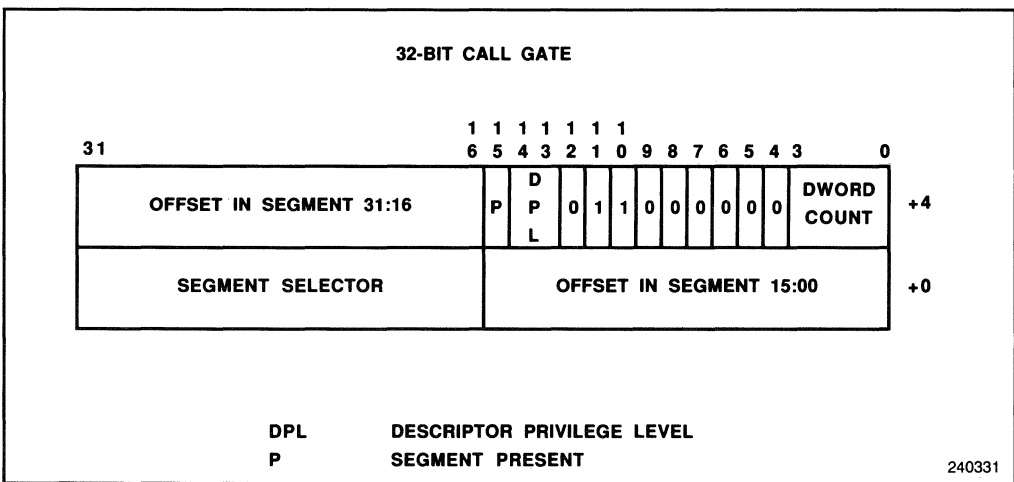 32-BIT CALL GATE
1 1 1 1 1 1 1
31 6 5 4 3 2 1 0 9 8 7 6 5 4 3 0
OFFSET IN SEGMENT 31:16 P DPL 0 1 1 0 0 0 0 0 0 DWORD COUNT +4
SEGMENT SELECTOR OFFSET IN SEGMENT 15:00 +0
DPL DESCRIPTOR PRIVILEGE LEVEL
P SEGMENT PRESENT
240331